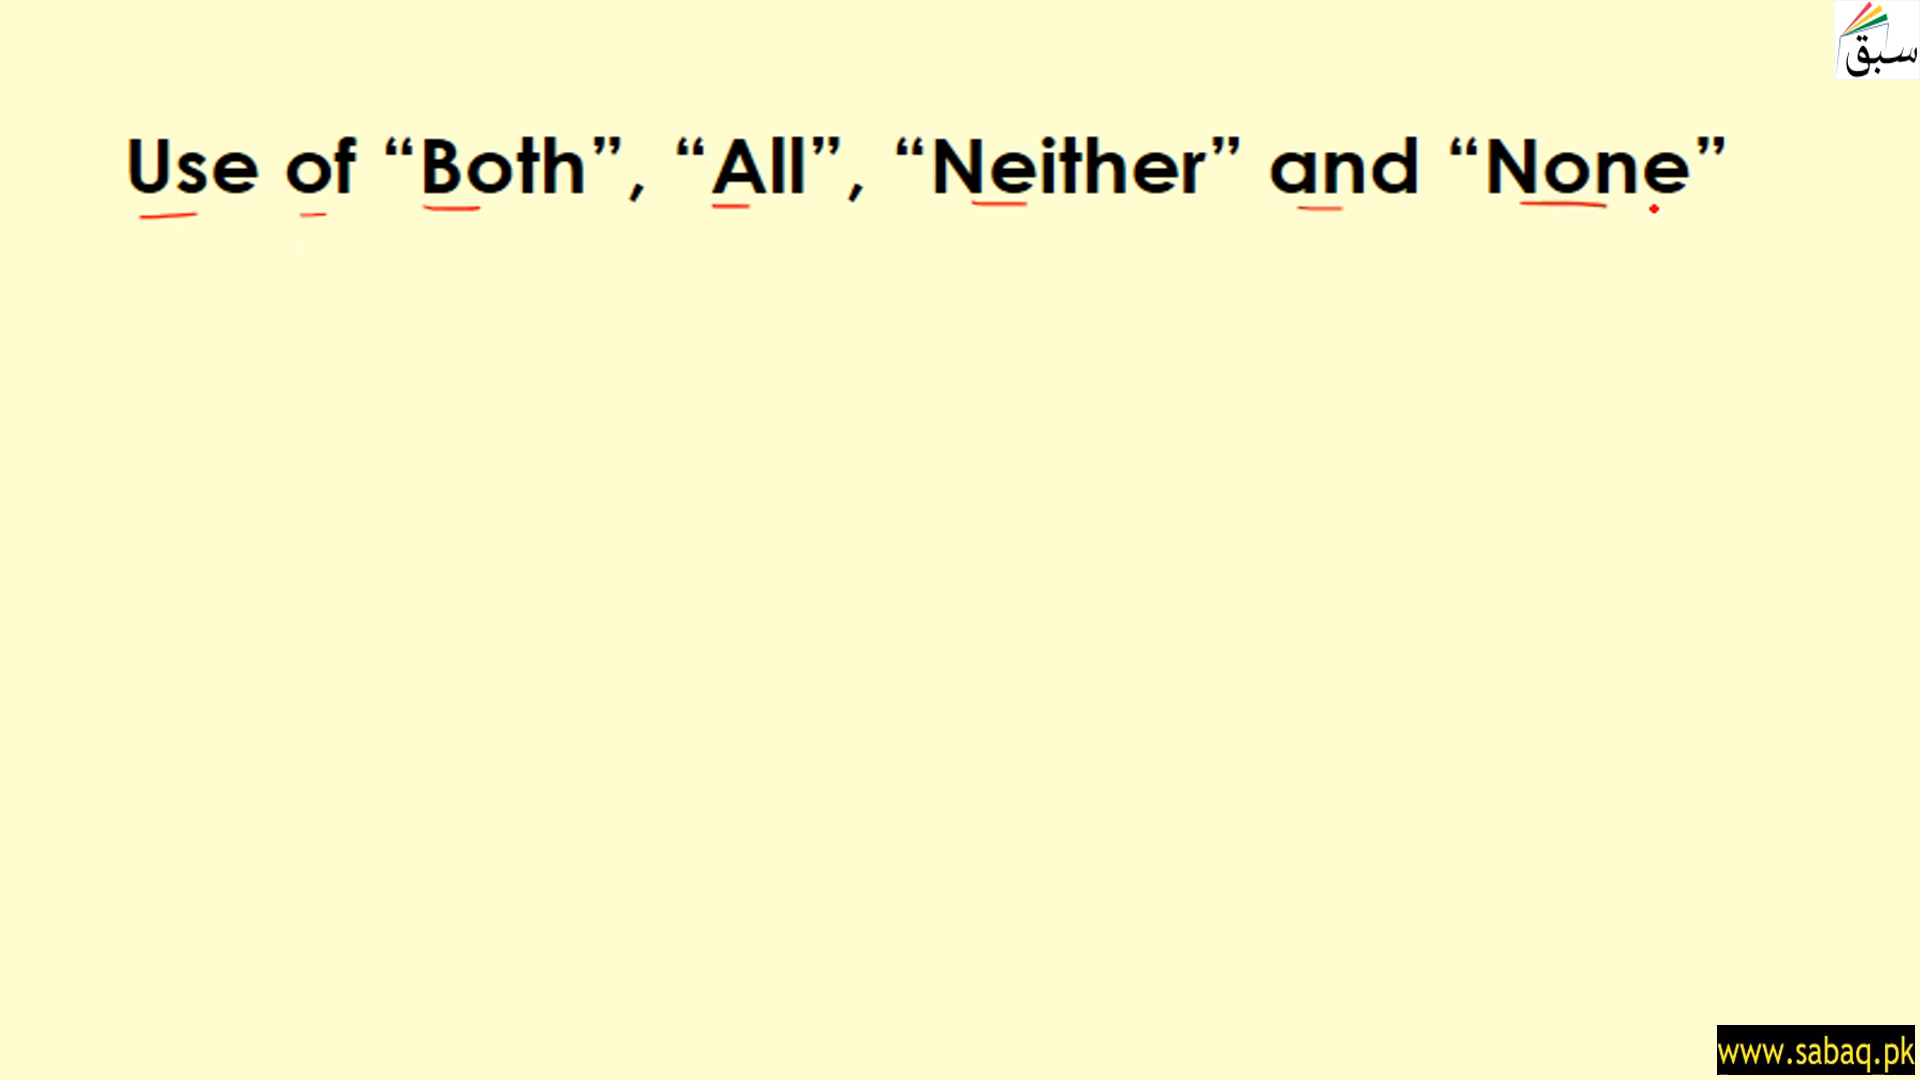 سبق
Use of “Both”, “All”, “Neither” and “None”
www.sabaq.pk